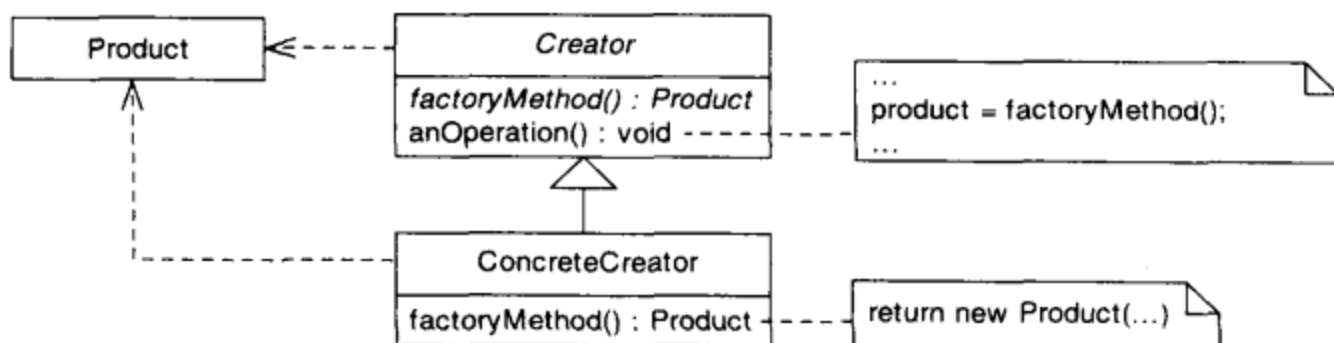 Product
Creator
factoryMethod() : Product
anOperation() : void
...
product = factoryMethod();
...
ConcreteCreator
factoryMethod() : Product
return new Product(...)